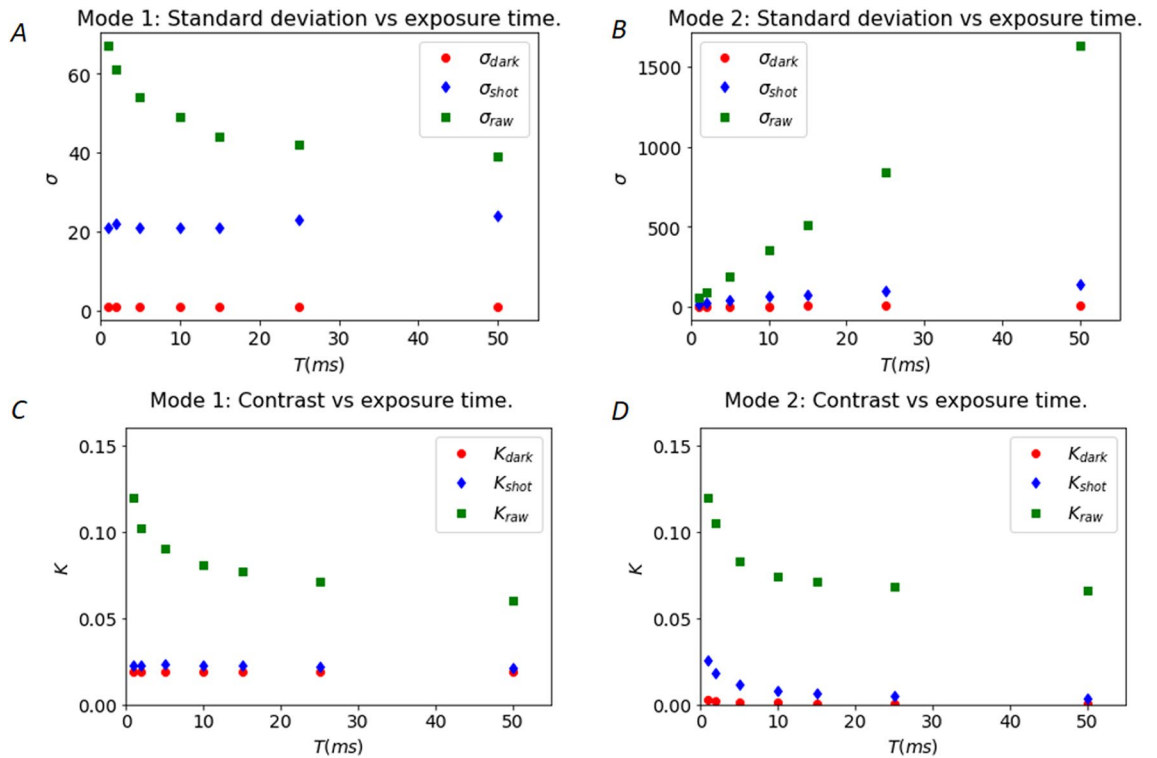 A
Mode 1: Standard deviation vs exposure time.
σ
60
40
20
0
σdark
σshot
σraw
0 10 20 30 40 50
T(ms)
B
Mode 2: Standard deviation vs exposure time.
σ
1500
1000
500
0
σdark
σshot
σraw
0 10 20 30 40 50
T(ms)
C
Mode 1: Contrast vs exposure time.
K
0.15
0.10
0.05
0.00
Kdark
Kshot
Kraw
0 10 20 30 40 50
T(ms)
D
Mode 2: Contrast vs exposure time.
K
0.15
0.10
0.05
0.00
Kdark
Kshot
Kraw
0 10 20 30 40 50
T(ms)